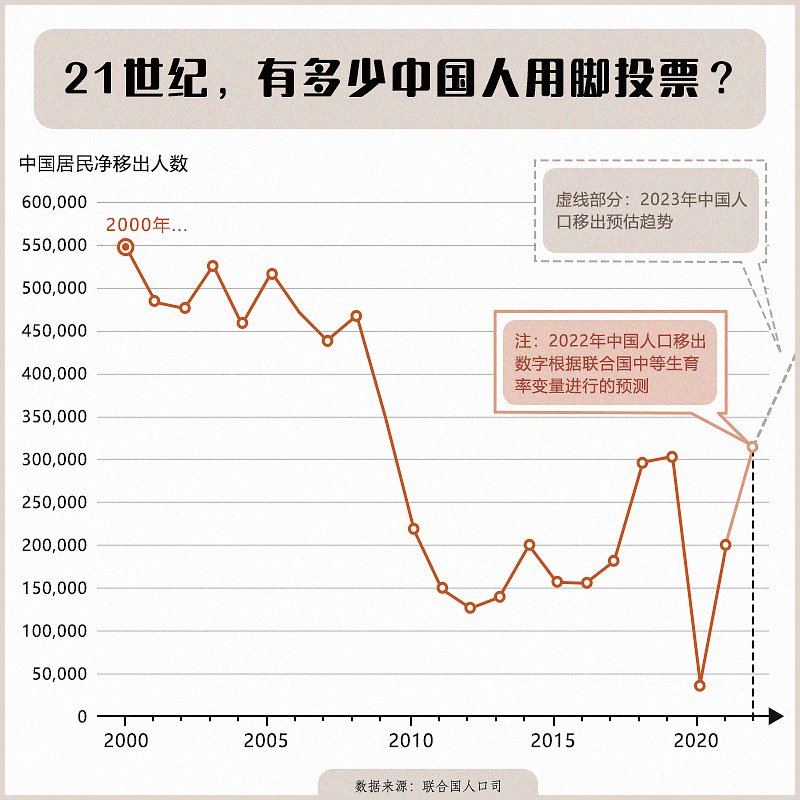 21世纪，有多少中国人用脚投票？
中国居民净移出人数
600,000
550,000
500,000
450,000
400,000
350,000
300,000
250,000
200,000
150,000
100,000
50,000
0
2000年...
虚线部分：2023年中国人
口移出预估趋势
注：2022年中国人口移出
数字根据联合国中等生育
率变量进行的预测
2000
2005
2010
2015
2020
数据来源：联合国人口司